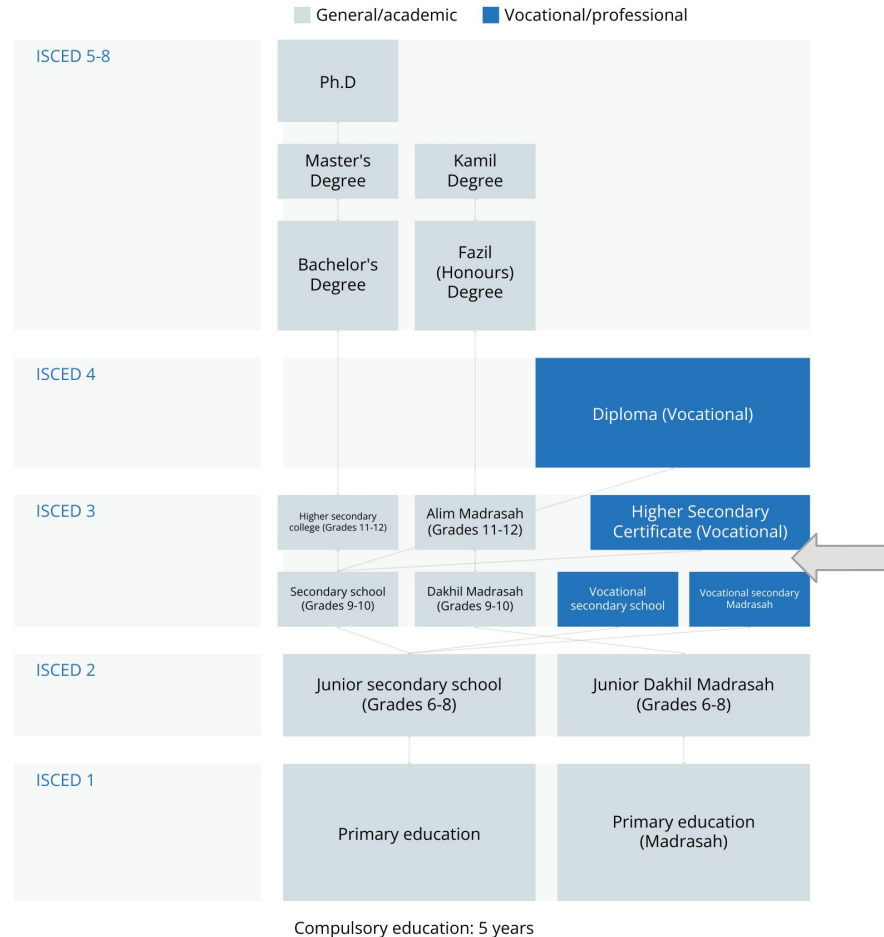 General/academic
Vocational/professional
ISCED 5-8
Ph.D
Master's
Degree
Kamil
Degree
Bachelor's
Degree
Fazil
(Honours)
Degree
ISCED 4
Diploma (Vocational)
ISCED 3
Higher secondary
college (Grades 11-12)
Alim Madrasah
(Grades 11-12)
Higher Secondary
Certificate (Vocational)
Secondary school
(Grades 9-10)
Dakhil Madrasah
(Grades 9-10)
Vocational
secondary school
Vocational secondary
Madrasah
ISCED 2
Junior secondary school
(Grades 6-8)
Junior Dakhil Madrasah
(Grades 6-8)
ISCED 1
Primary education
Primary education
(Madrasah)
Compulsory education: 5 years